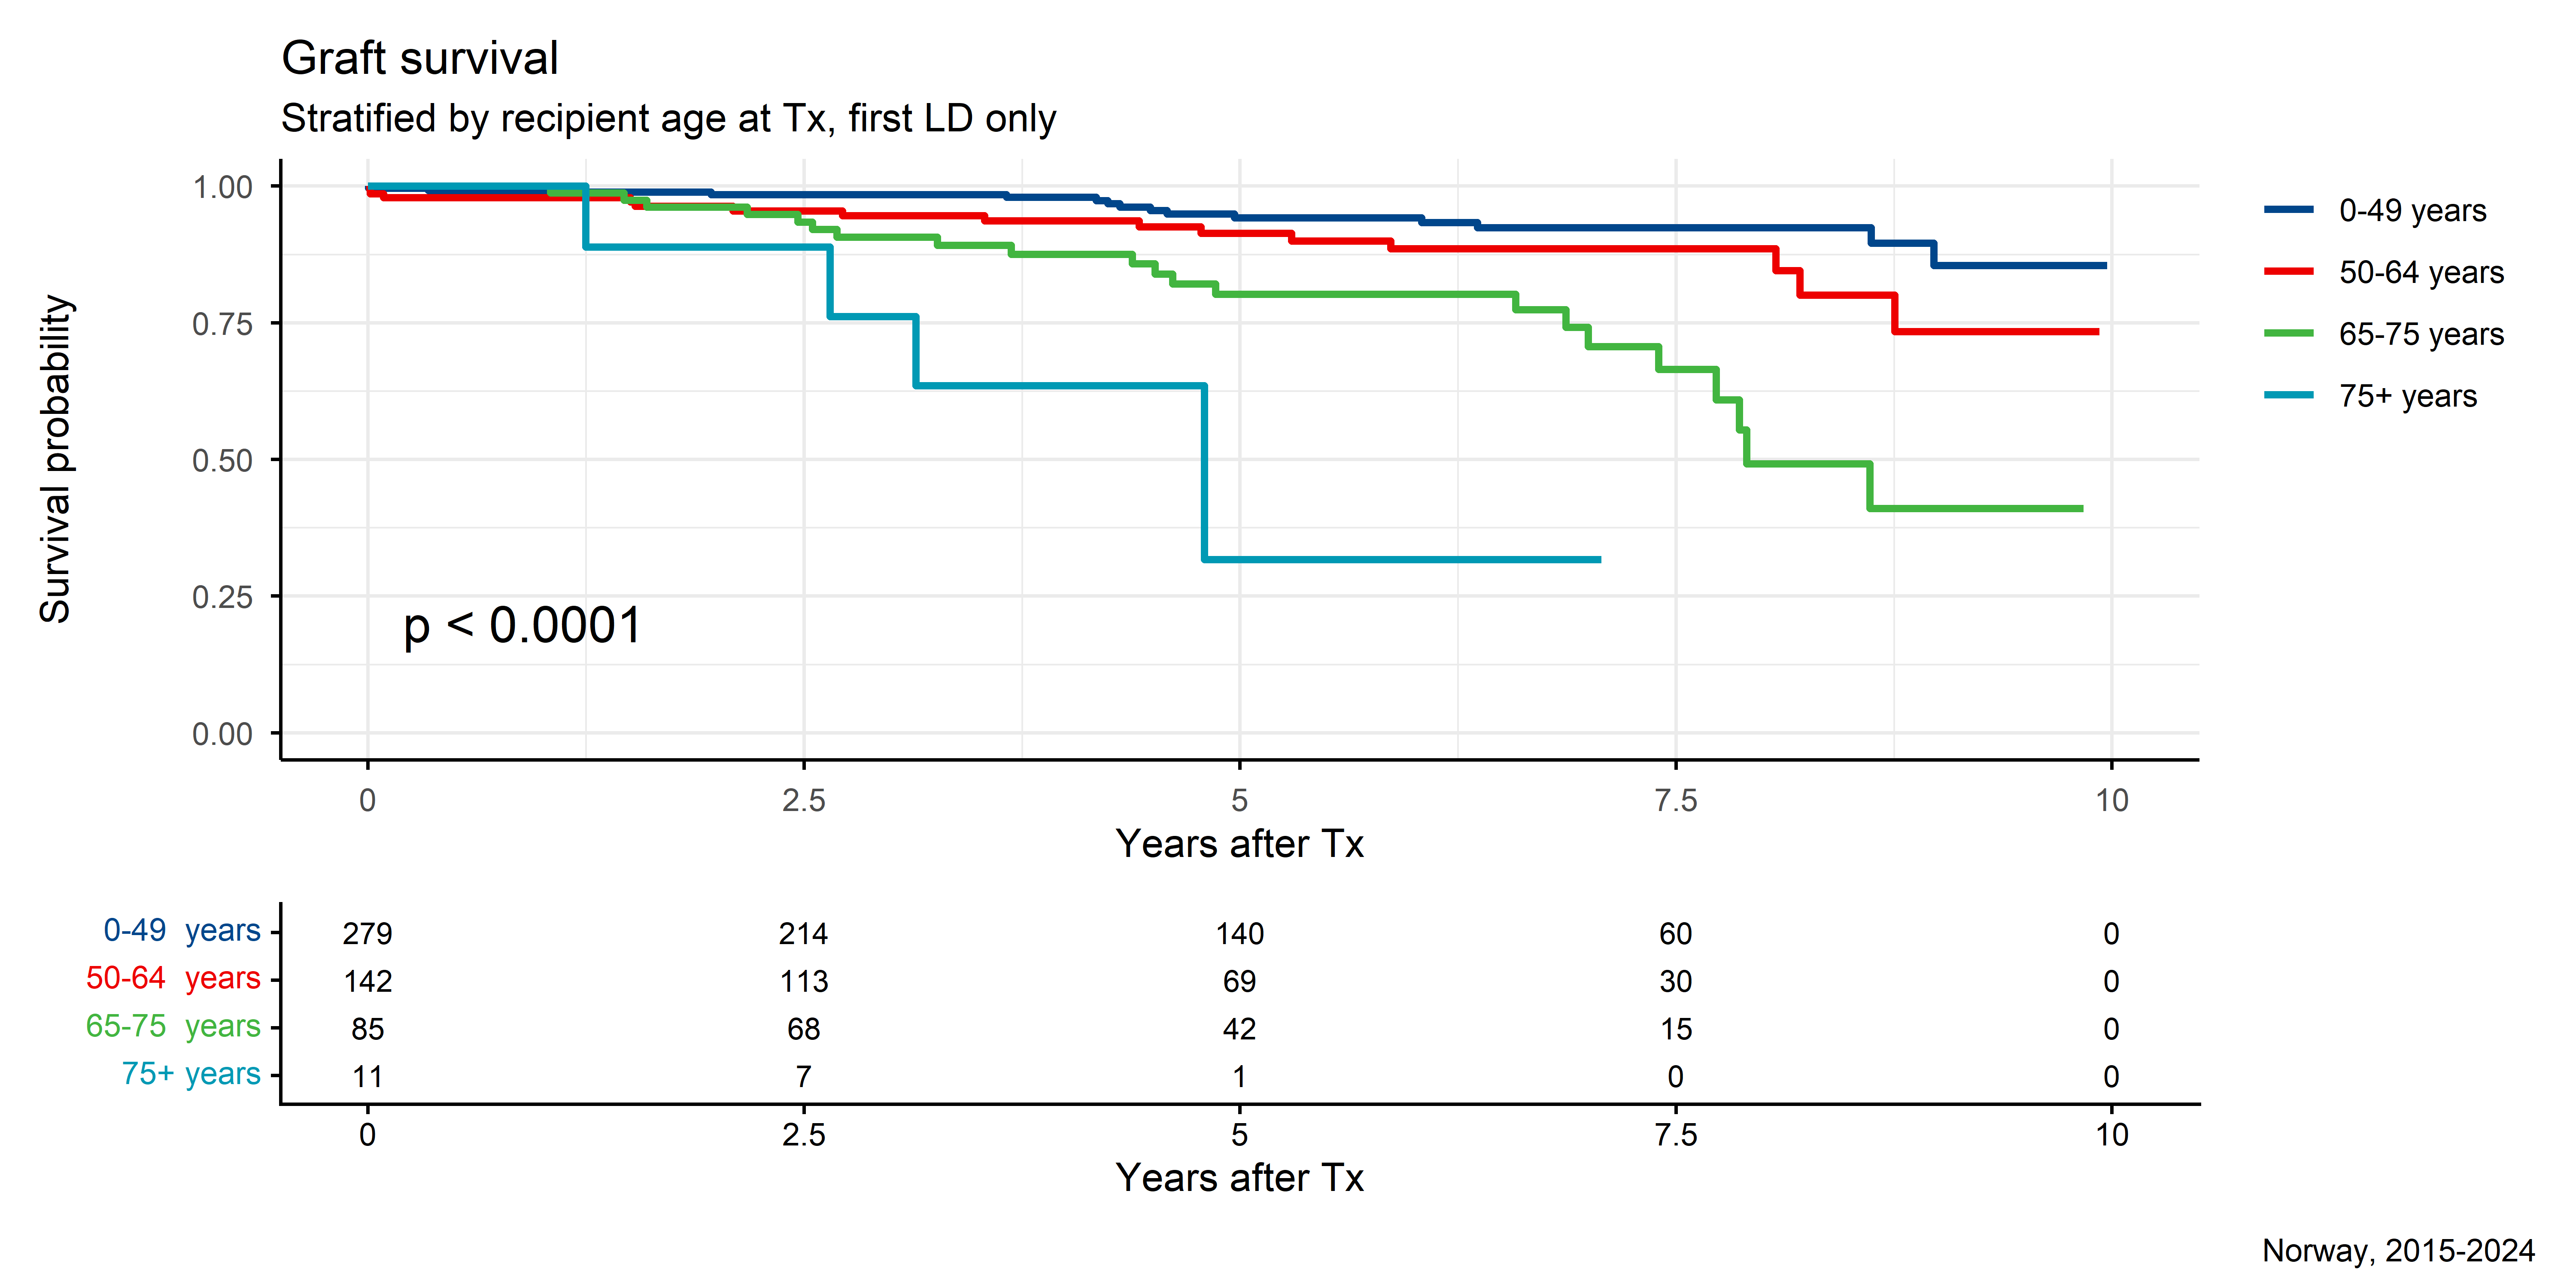 Graft survival
Stratified by recipient age at Tx, first LD only
Survival probability
1.00
0.75
0.50
0.25
0.00
p < 0.0001
0 2.5 5 7.5 10
Years after Tx
0-49 years
50-64 years
65-75 years
75+ years
0-49 years 279 214 140 60 0
50-64 years 142 113 69 30 0
65-75 years 85 68 42 15 0
75+ years 11 7 1 0 0
0 2.5 5 7.5 10
Years after Tx
Norway, 2015-2024